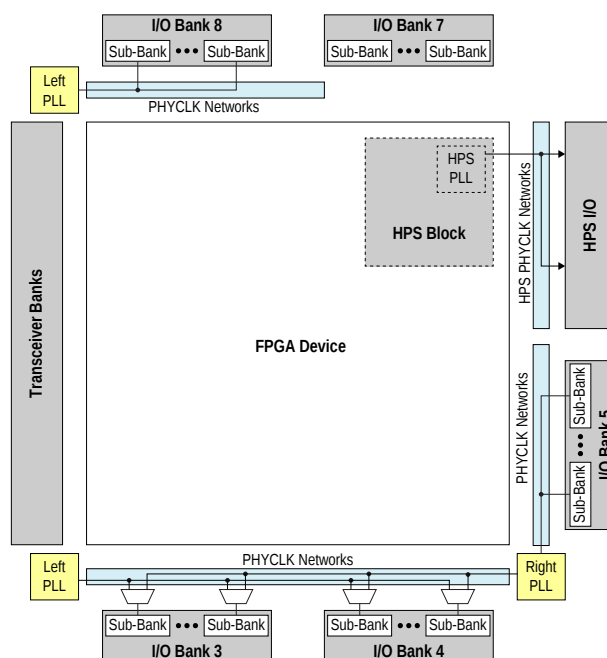 I/O Bank 8
Sub-Bank ••• Sub-Bank
I/O Bank 7
Sub-Bank ••• Sub-Bank
Left
PLL
PHYCLK Networks
Transceiver Banks
HPS
PLL
HPS Block
HPS PHYCLK Networks
HPS I/O
FPGA Device
PHYCLK Networks
Sub-Bank ••• Sub-Bank
I/O Bank 5
Left
PLL
PHYCLK Networks
Right
PLL
Sub-Bank ••• Sub-Bank
I/O Bank 3
Sub-Bank ••• Sub-Bank
I/O Bank 4